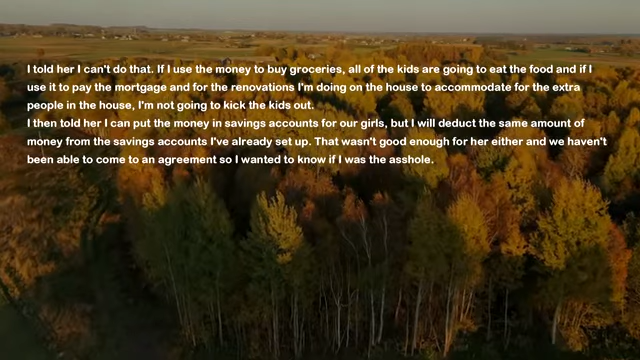 I told her I can't do that. If I use the money to buy groceries, all of the kids are going to eat the food and if I
use it to pay the mortgage and for the renovations I'm doing on the house to accommodate for the extra
people in the house, I'm not going to kick the kids out.
I then told her I can put the money in savings accounts for our girls, but I will deduct the same amount of
money from the savings accounts I've already set up. That wasn't good enough for her either and we haven't
been able to come to an agreement so I wanted to know if I was the asshole.